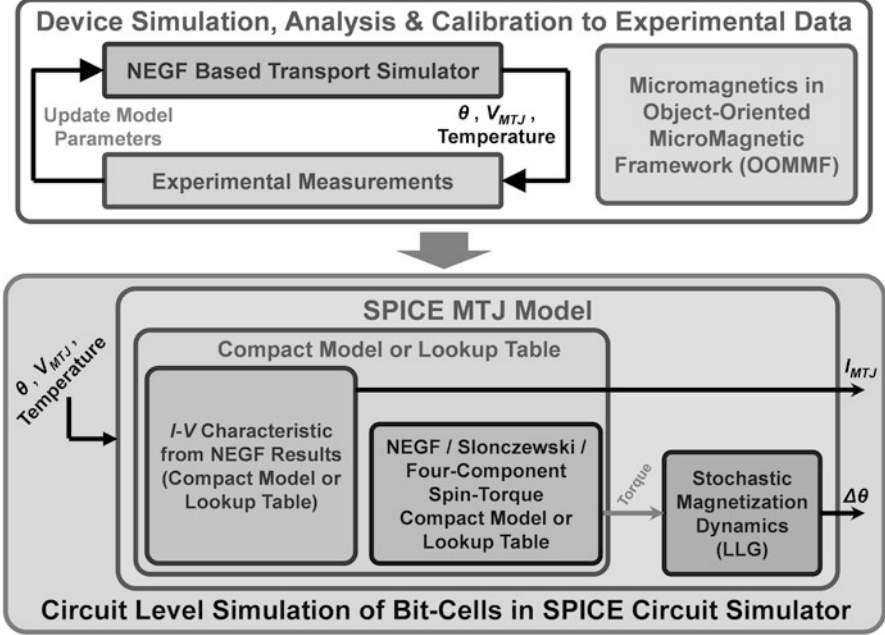 Device Simulation, Analysis & Calibration to Experimental Data
NEGF Based Transport Simulator
Update Model
Parameters
θ , V_MTJ ,
Temperature
Experimental Measurements
Micromagnetics in
Object-Oriented
MicroMagnetic
Framework (OOMMF)
SPICE MTJ Model
Compact Model or Lookup Table
θ , V_MTJ ,
Temperature
I-V Characteristic
from NEGF Results
(Compact Model or
Lookup Table)
NEGF / Slonczewski /
Four-Component
Spin-Torque
Compact Model or
Lookup Table
Torque
Stochastic
Magnetization
Dynamics
(LLG)
I_MTJ
Δθ
Circuit Level Simulation of Bit-Cells in SPICE Circuit Simulator